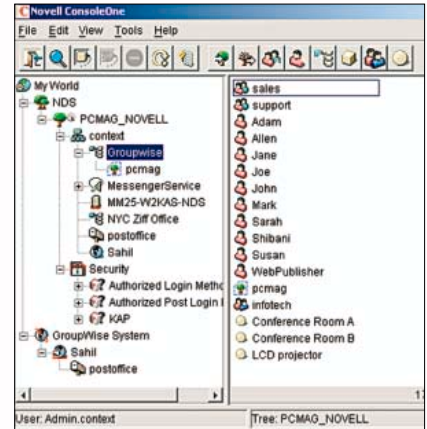 Novell ConsoleOne
File Edit View Tools Help
My World
NDS
PCMAG_NOVELL
context
Groupwise
pcmag
MessengerService
MM25-W2KAS-NDS
NYC Ziff Office
postoffice
Sahil
Security
Authorized Login Metho
Authorized Post Login I
KAP
GroupWise System
Sahil
postoffice
sales
support
Adam
Allen
Jane
Joe
John
Mark
Sarah
Shibani
Susan
WebPublisher
pcmag
infotech
Conference Room A
Conference Room B
LCD projector
User: Admin.context
Tree: PCMAG_NOVELL